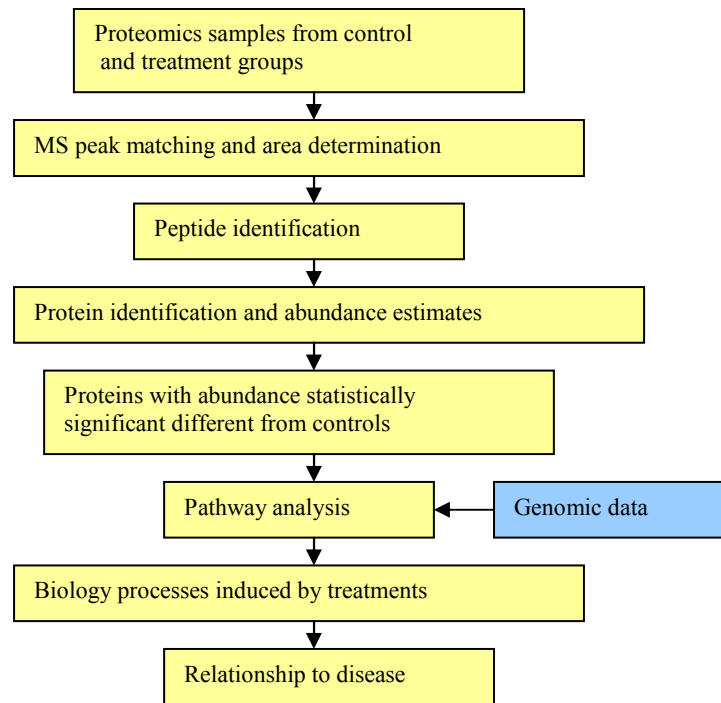 Proteomics samples from control
and treatment groups
MS peak matching and area determination
Peptide identification
Protein identification and abundance estimates
Proteins with abundance statistically
significant different from controls
Pathway analysis
Genomic data
Biology processes induced by treatments
Relationship to disease